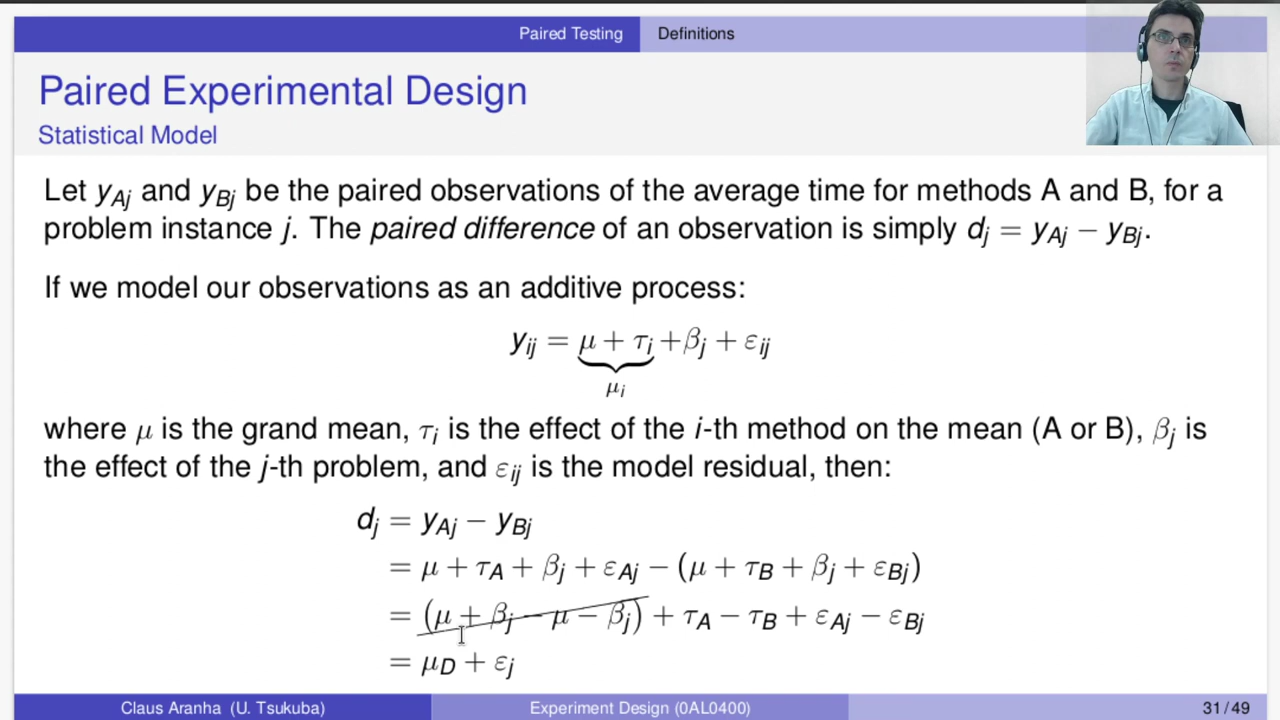 Paired Testing Definitions
Paired Experimental Design
Statistical Model
Let y_Aj and y_Bj be the paired observations of the average time for methods A and B, for a
problem instance j. The paired difference of an observation is simply d_j = y_Aj − y_Bj.
If we model our observations as an additive process:
y_ij = μ + τ_i + β_j + ε_ij
μ_i
where μ is the grand mean, τ_i is the effect of the i-th method on the mean (A or B), β_j is
the effect of the j-th problem, and ε_ij is the model residual, then:
d_j = y_Aj − y_Bj
= μ + τ_A + β_j + ε_Aj − (μ + τ_B + β_j + ε_Bj)
= (μ + β_j − μ − β_j) + τ_A − τ_B + ε_Aj − ε_Bj
= μ_D + ε_j
Claus Aranha (U. Tsukuba) Experiment Design (0AL0400) 31 / 49